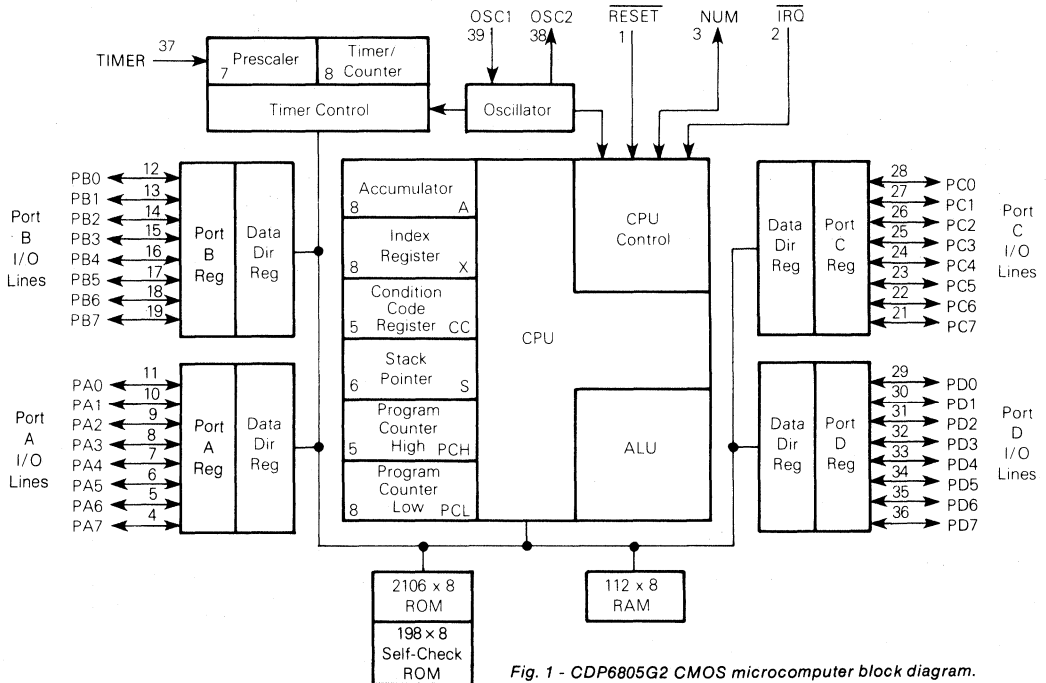 OSC1 OSC2 RESET NUM IRQ
39 38 1 3 2
TIMER 37
Prescaler
7
Timer/
Counter
8
Timer Control
Oscillator
Port
B
I/O
Lines
PB0 12
PB1 13
PB2 14
PB3 15
PB4 16
PB5 17
PB6 18
PB7 19
Port
B
Reg
Data
Dir
Reg
Port
A
I/O
Lines
PA0 11
PA1 10
PA2 9
PA3 8
PA4 7
PA5 6
PA6 5
PA7 4
Port
A
Reg
Data
Dir
Reg
Accumulator
8 A
Index
Register
8 X
Condition
Code
Register
5 CC
Stack
Pointer
6 S
Program
Counter
High
5 PCH
Program
Counter
Low
8 PCL
CPU
CPU
Control
ALU
Data
Dir
Reg
Port
C
Reg
28 PC0
27 PC1
26 PC2
25 PC3
24 PC4
23 PC5
22 PC6
21 PC7
Port
C
I/O
Lines
Data
Dir
Reg
Port
D
Reg
29 PD0
30 PD1
31 PD2
32 PD3
33 PD4
34 PD5
35 PD6
36 PD7
Port
D
I/O
Lines
2106 x 8
ROM
198 x 8
Self-Check
ROM
112 x 8
RAM
Fig. 1 - CDP6805G2 CMOS microcomputer block diagram.